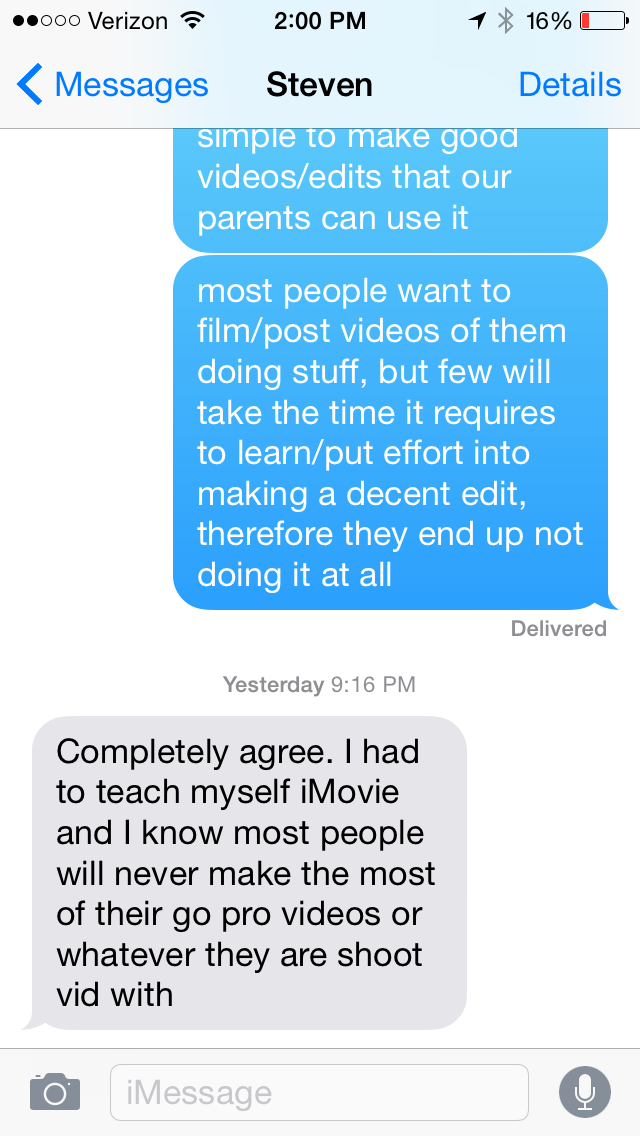 Verizon 2:00 PM 16%
Messages Steven Details
simple to make good
videos/edits that our
parents can use it
most people want to
film/post videos of them
doing stuff, but few will
take the time it requires
to learn/put effort into
making a decent edit,
therefore they end up not
doing it at all
Delivered
Yesterday 9:16 PM
Completely agree. I had
to teach myself iMovie
and I know most people
will never make the most
of their go pro videos or
whatever they are shoot
vid with
iMessage